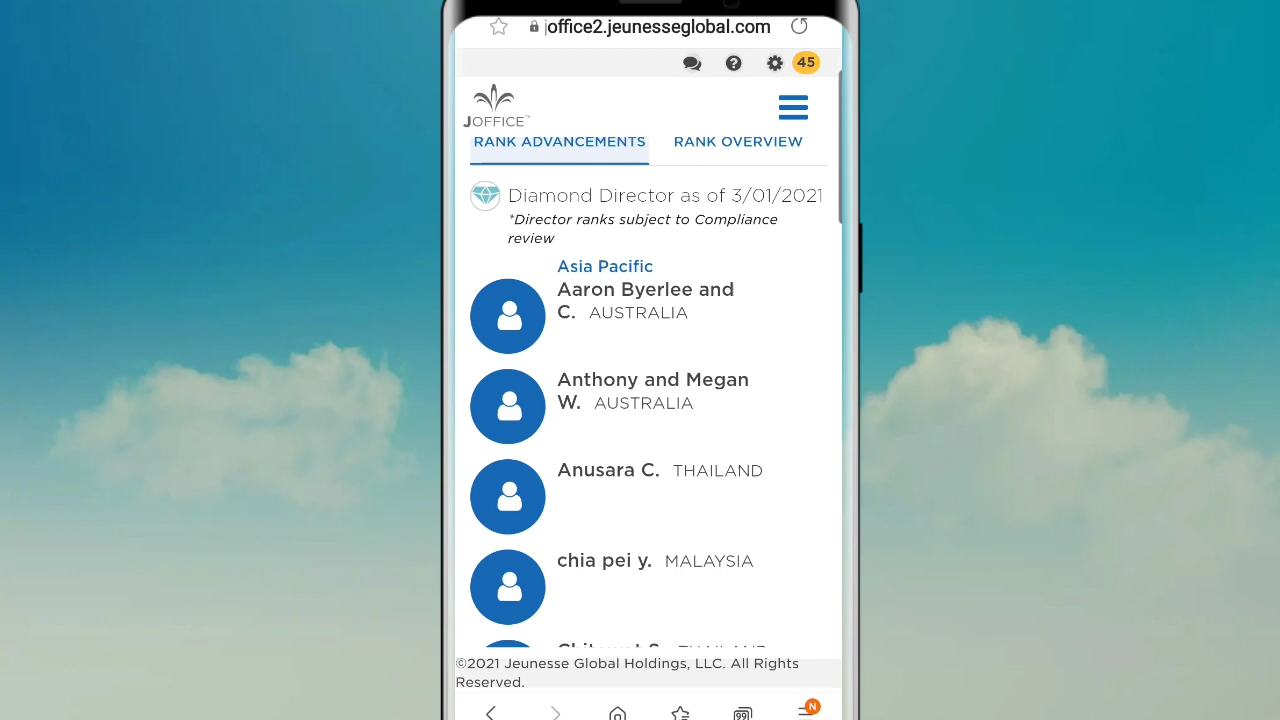 joffice2.jeunesseglobal.com
45
JOFFICE™
RANK ADVANCEMENTS RANK OVERVIEW
Diamond Director as of 3/01/2021
*Director ranks subject to Compliance
review
Asia Pacific
Aaron Byerlee and
C. AUSTRALIA
Anthony and Megan
W. AUSTRALIA
Anusara C. THAILAND
chia pei y. MALAYSIA
©2021 Jeunesse Global Holdings, LLC. All Rights
Reserved.
99
N